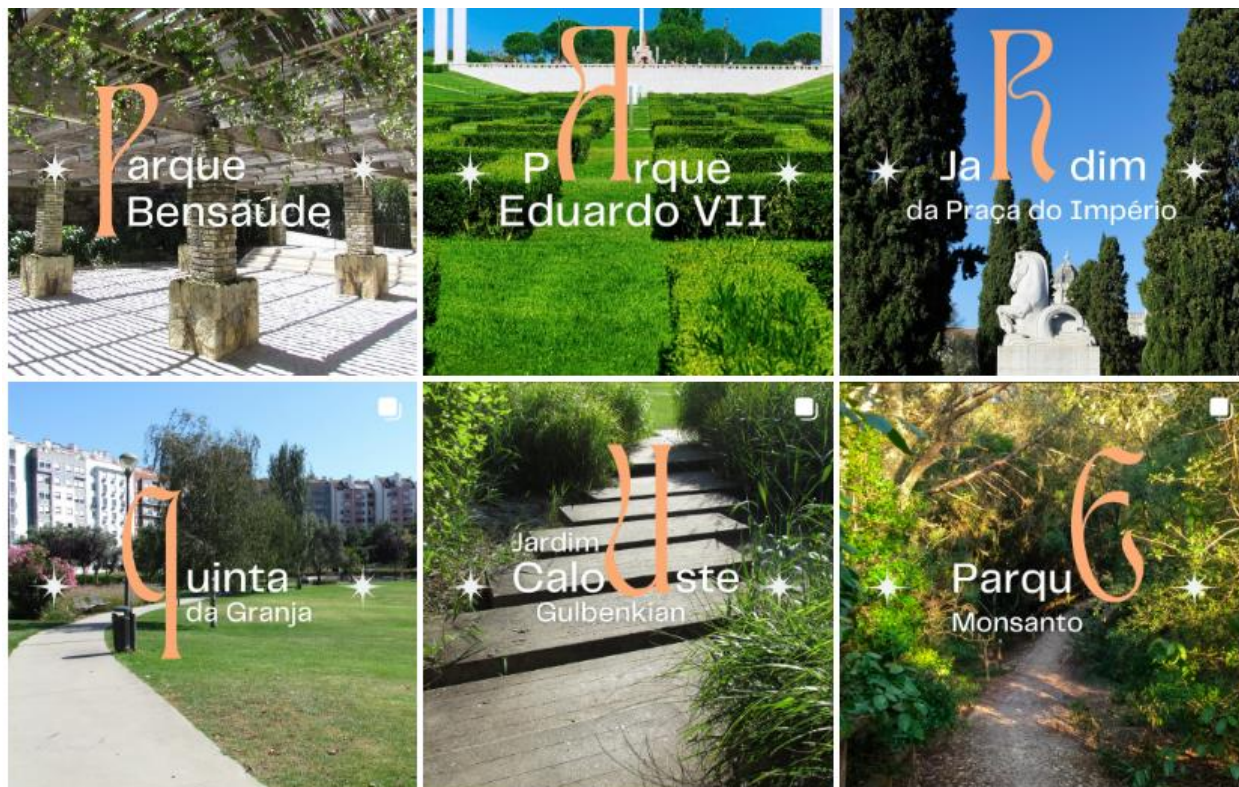 Parque
Bensaúde
PArque
Eduardo VII
JaRdim
da Praça do Império
quinta
da Granja
Jardim
CaloUste
Gulbenkian
ParquE
Monsanto